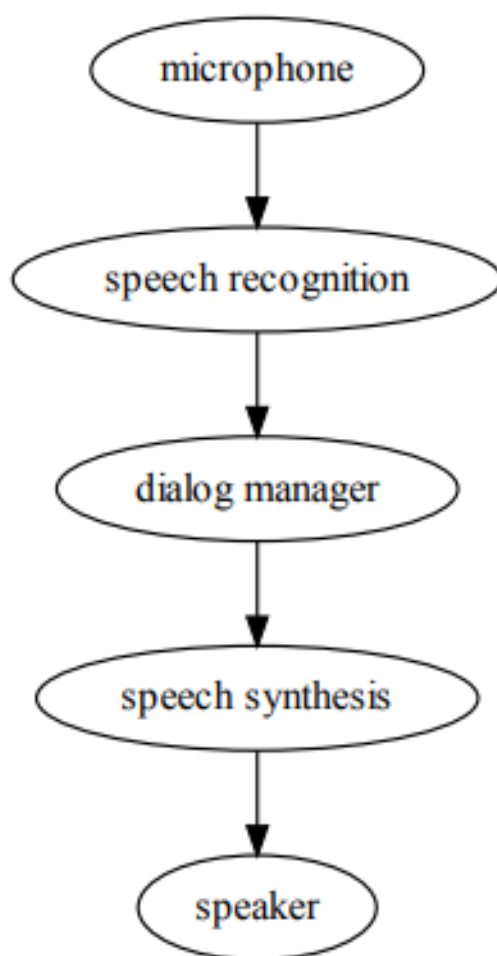 microphone
speech recognition
dialog manager
speech synthesis
speaker